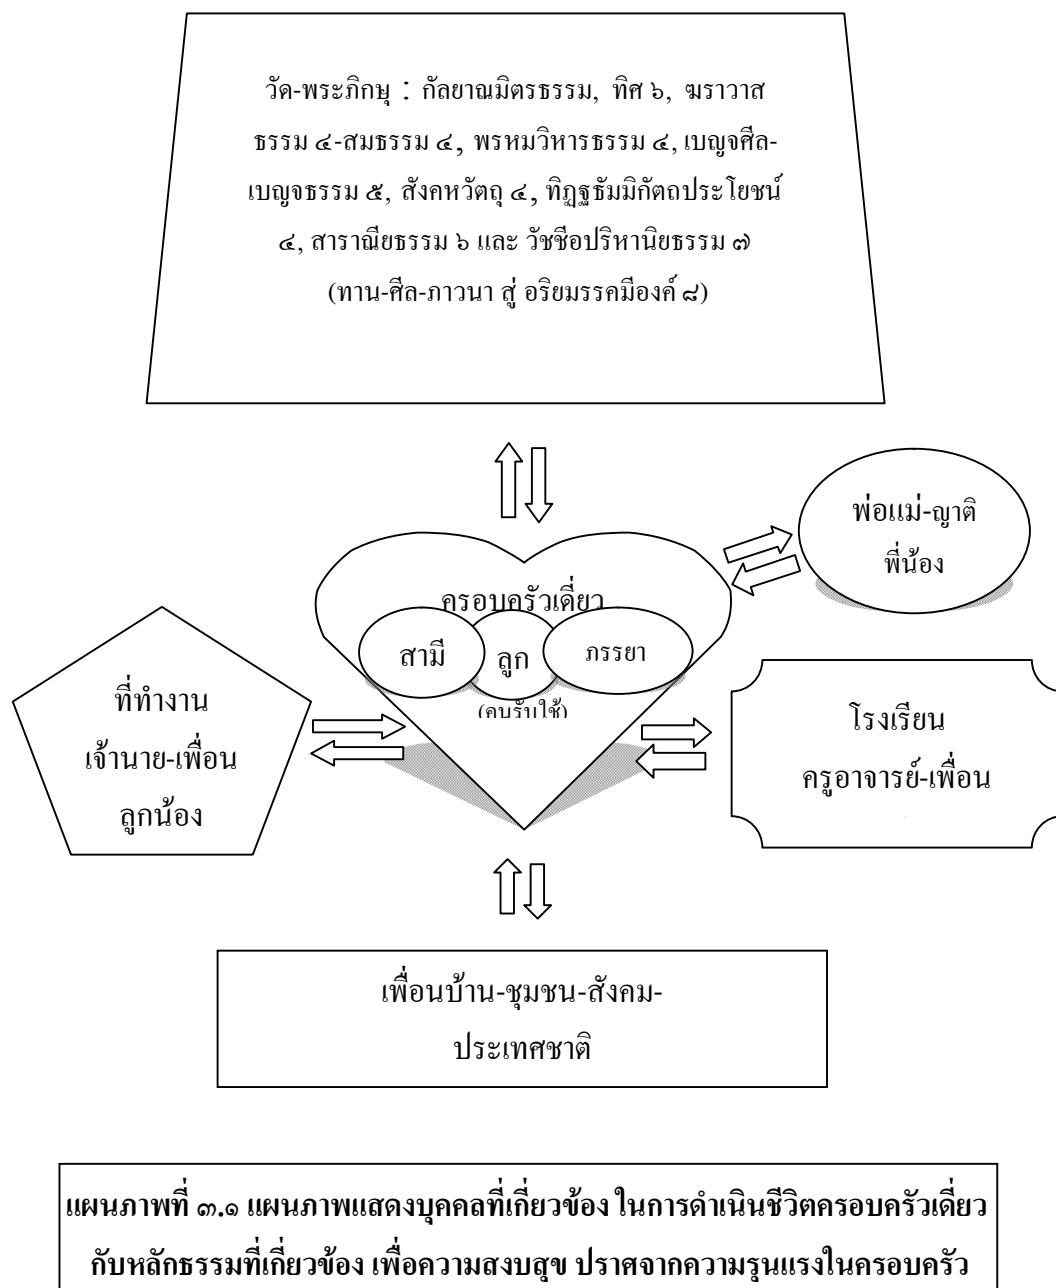 วัด-พระภิกษุ : กัลยาณมิตรธรรม, ทิศ ๖, ฆราวาส
ธรรม ๔-สมธรรม ๔, พรหมวิหารธรรม ๔, เบญจศีล-
เบญจธรรม ๕, สังคหวัตถุ ๔, ทิฏฐธัมมิกัตถประโยชน์
๔, สาราณียธรรม ๖ และ วัชชีอปริหานิยธรรม ๗
(ทาน-ศีล-ภาวนา สู่ อริยมรรคมีองค์ ๘)
พ่อแม่-ญาติ
พี่น้อง
ครอบครัวเดี่ยว
สามี
ลูก
ภรรยา
(คนรับใช้)
ที่ทำงาน
เจ้านาย-เพื่อน
ลูกน้อง
โรงเรียน
ครูอาจารย์-เพื่อน
เพื่อนบ้าน-ชุมชน-สังคม-
ประเทศชาติ
แผนภาพที่ ๓.๑ แผนภาพแสดงบุคคลที่เกี่ยวข้อง ในการดำเนินชีวิตครอบครัวเดี่ยว
กับหลักธรรมที่เกี่ยวข้อง เพื่อความสงบสุข ปราศจากความรุนแรงในครอบครัว